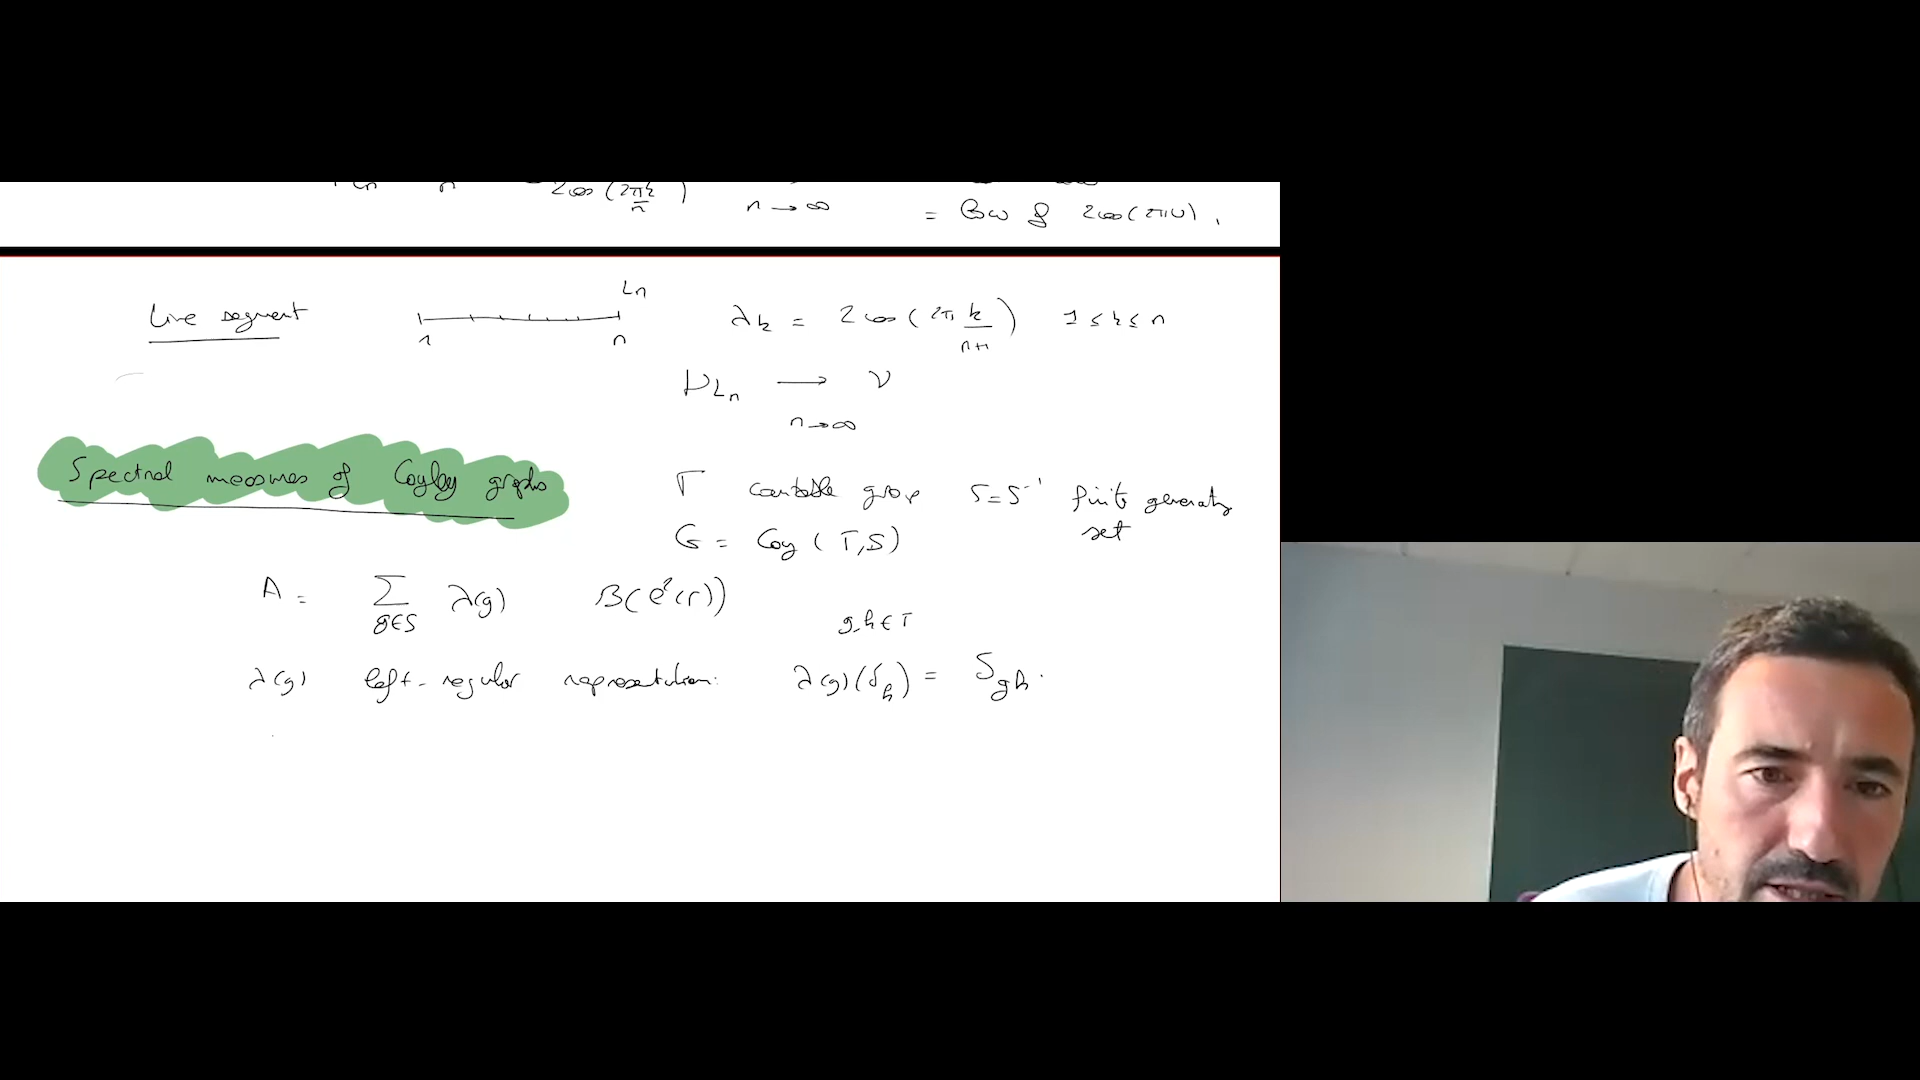 2cos(2πk/n) n→∞ = law of 2cos(2πU),
Line segment Ln λk = 2cos(2π k/n+1) 1≤k≤n
1 n
μLn → ν
n→∞
Spectral measures of Cayley graphs Γ countable group S=S⁻¹ finite generating set
G = Cay(Γ,S)
A = Σ g∈S λ(g) B(ℓ²(Γ))
g,h∈Γ
λ(g) left-regular representation: λ(g)(δh) = δgh.